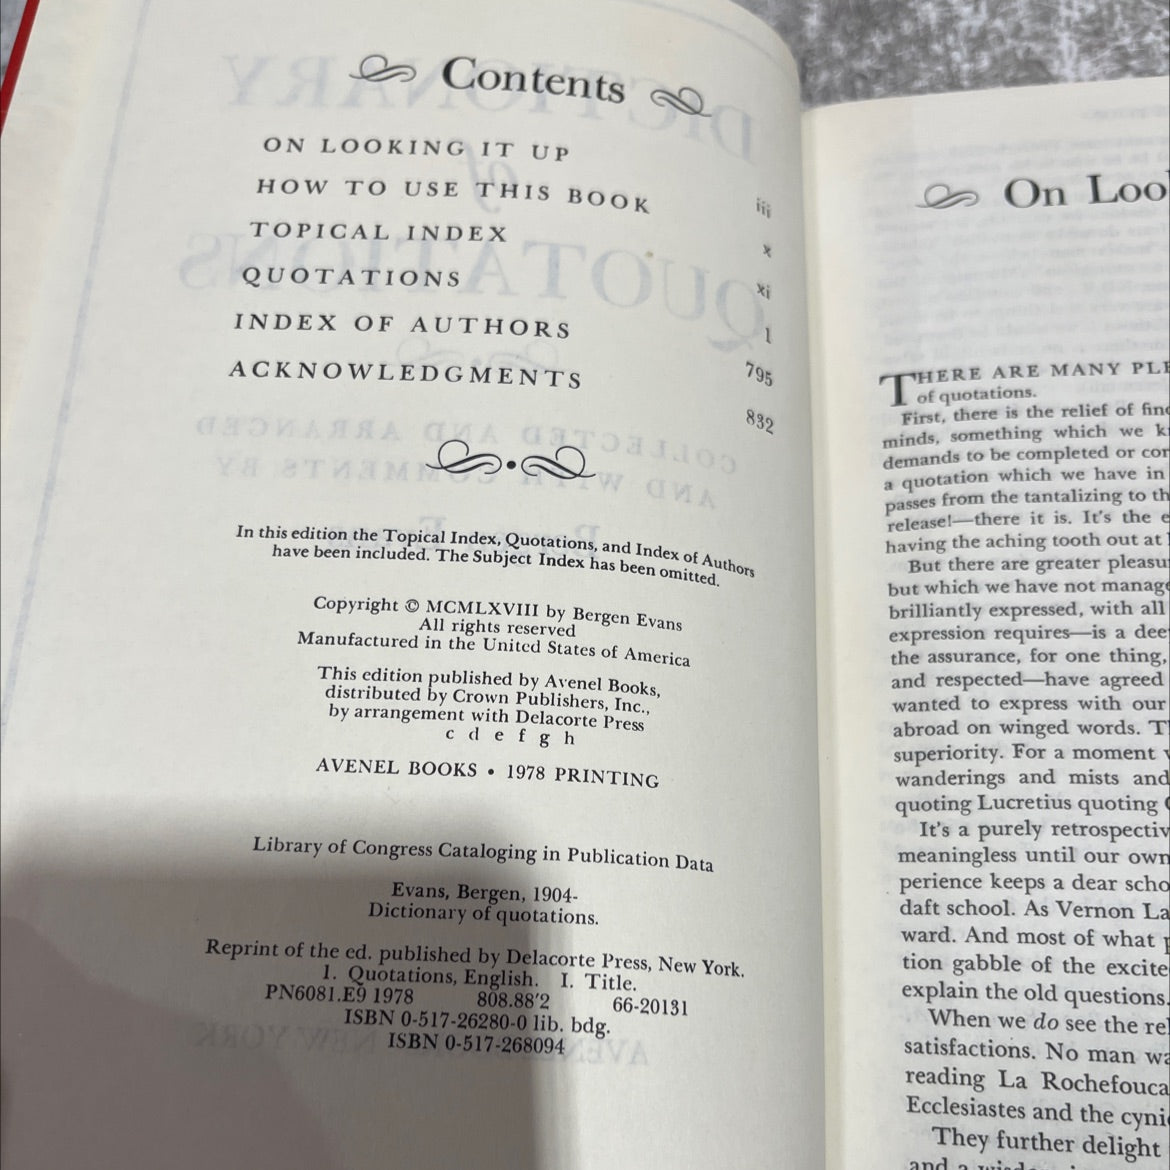 Contents
ON LOOKING IT UP iii
HOW TO USE THIS BOOK x
TOPICAL INDEX xi
QUOTATIONS 1
INDEX OF AUTHORS 795
ACKNOWLEDGMENTS 832
In this edition the Topical Index, Quotations, and Index of Authors
have been included. The Subject Index has been omitted.
Copyright © MCMLXVIII by Bergen Evans
All rights reserved
Manufactured in the United States of America
This edition published by Avenel Books,
distributed by Crown Publishers, Inc.,
by arrangement with Delacorte Press
c d e f g h
AVENEL BOOKS • 1978 PRINTING
Library of Congress Cataloging in Publication Data
Evans, Bergen, 1904-
Dictionary of quotations.
Reprint of the ed. published by Delacorte Press, New York.
1. Quotations, English. I. Title.
PN6081.E9 1978 808.88'2 66-20131
ISBN 0-517-26280-0 lib. bdg.
ISBN 0-517-268094
On Loo
THERE ARE MANY PLE
of quotations.
First, there is the relief of find
minds, something which we k
demands to be completed or cor
a quotation which we have in
passes from the tantalizing to th
release!—there it is. It's the e
having the aching tooth out at
But there are greater pleasu
but which we have not manage
brilliantly expressed, with all
expression requires—is a dee
the assurance, for one thing,
and respected—have agreed
wanted to express with our
abroad on winged words. T
superiority. For a moment
wanderings and mists and
quoting Lucretius quoting
It's a purely retrospectiv
meaningless until our own
perience keeps a dear scho
daft school. As Vernon La
ward. And most of what
tion gabble of the excite
explain the old questions.
When we do see the re
satisfactions. No man wa
reading La Rochefouca
Ecclesiastes and the cyni
They further delight
and a